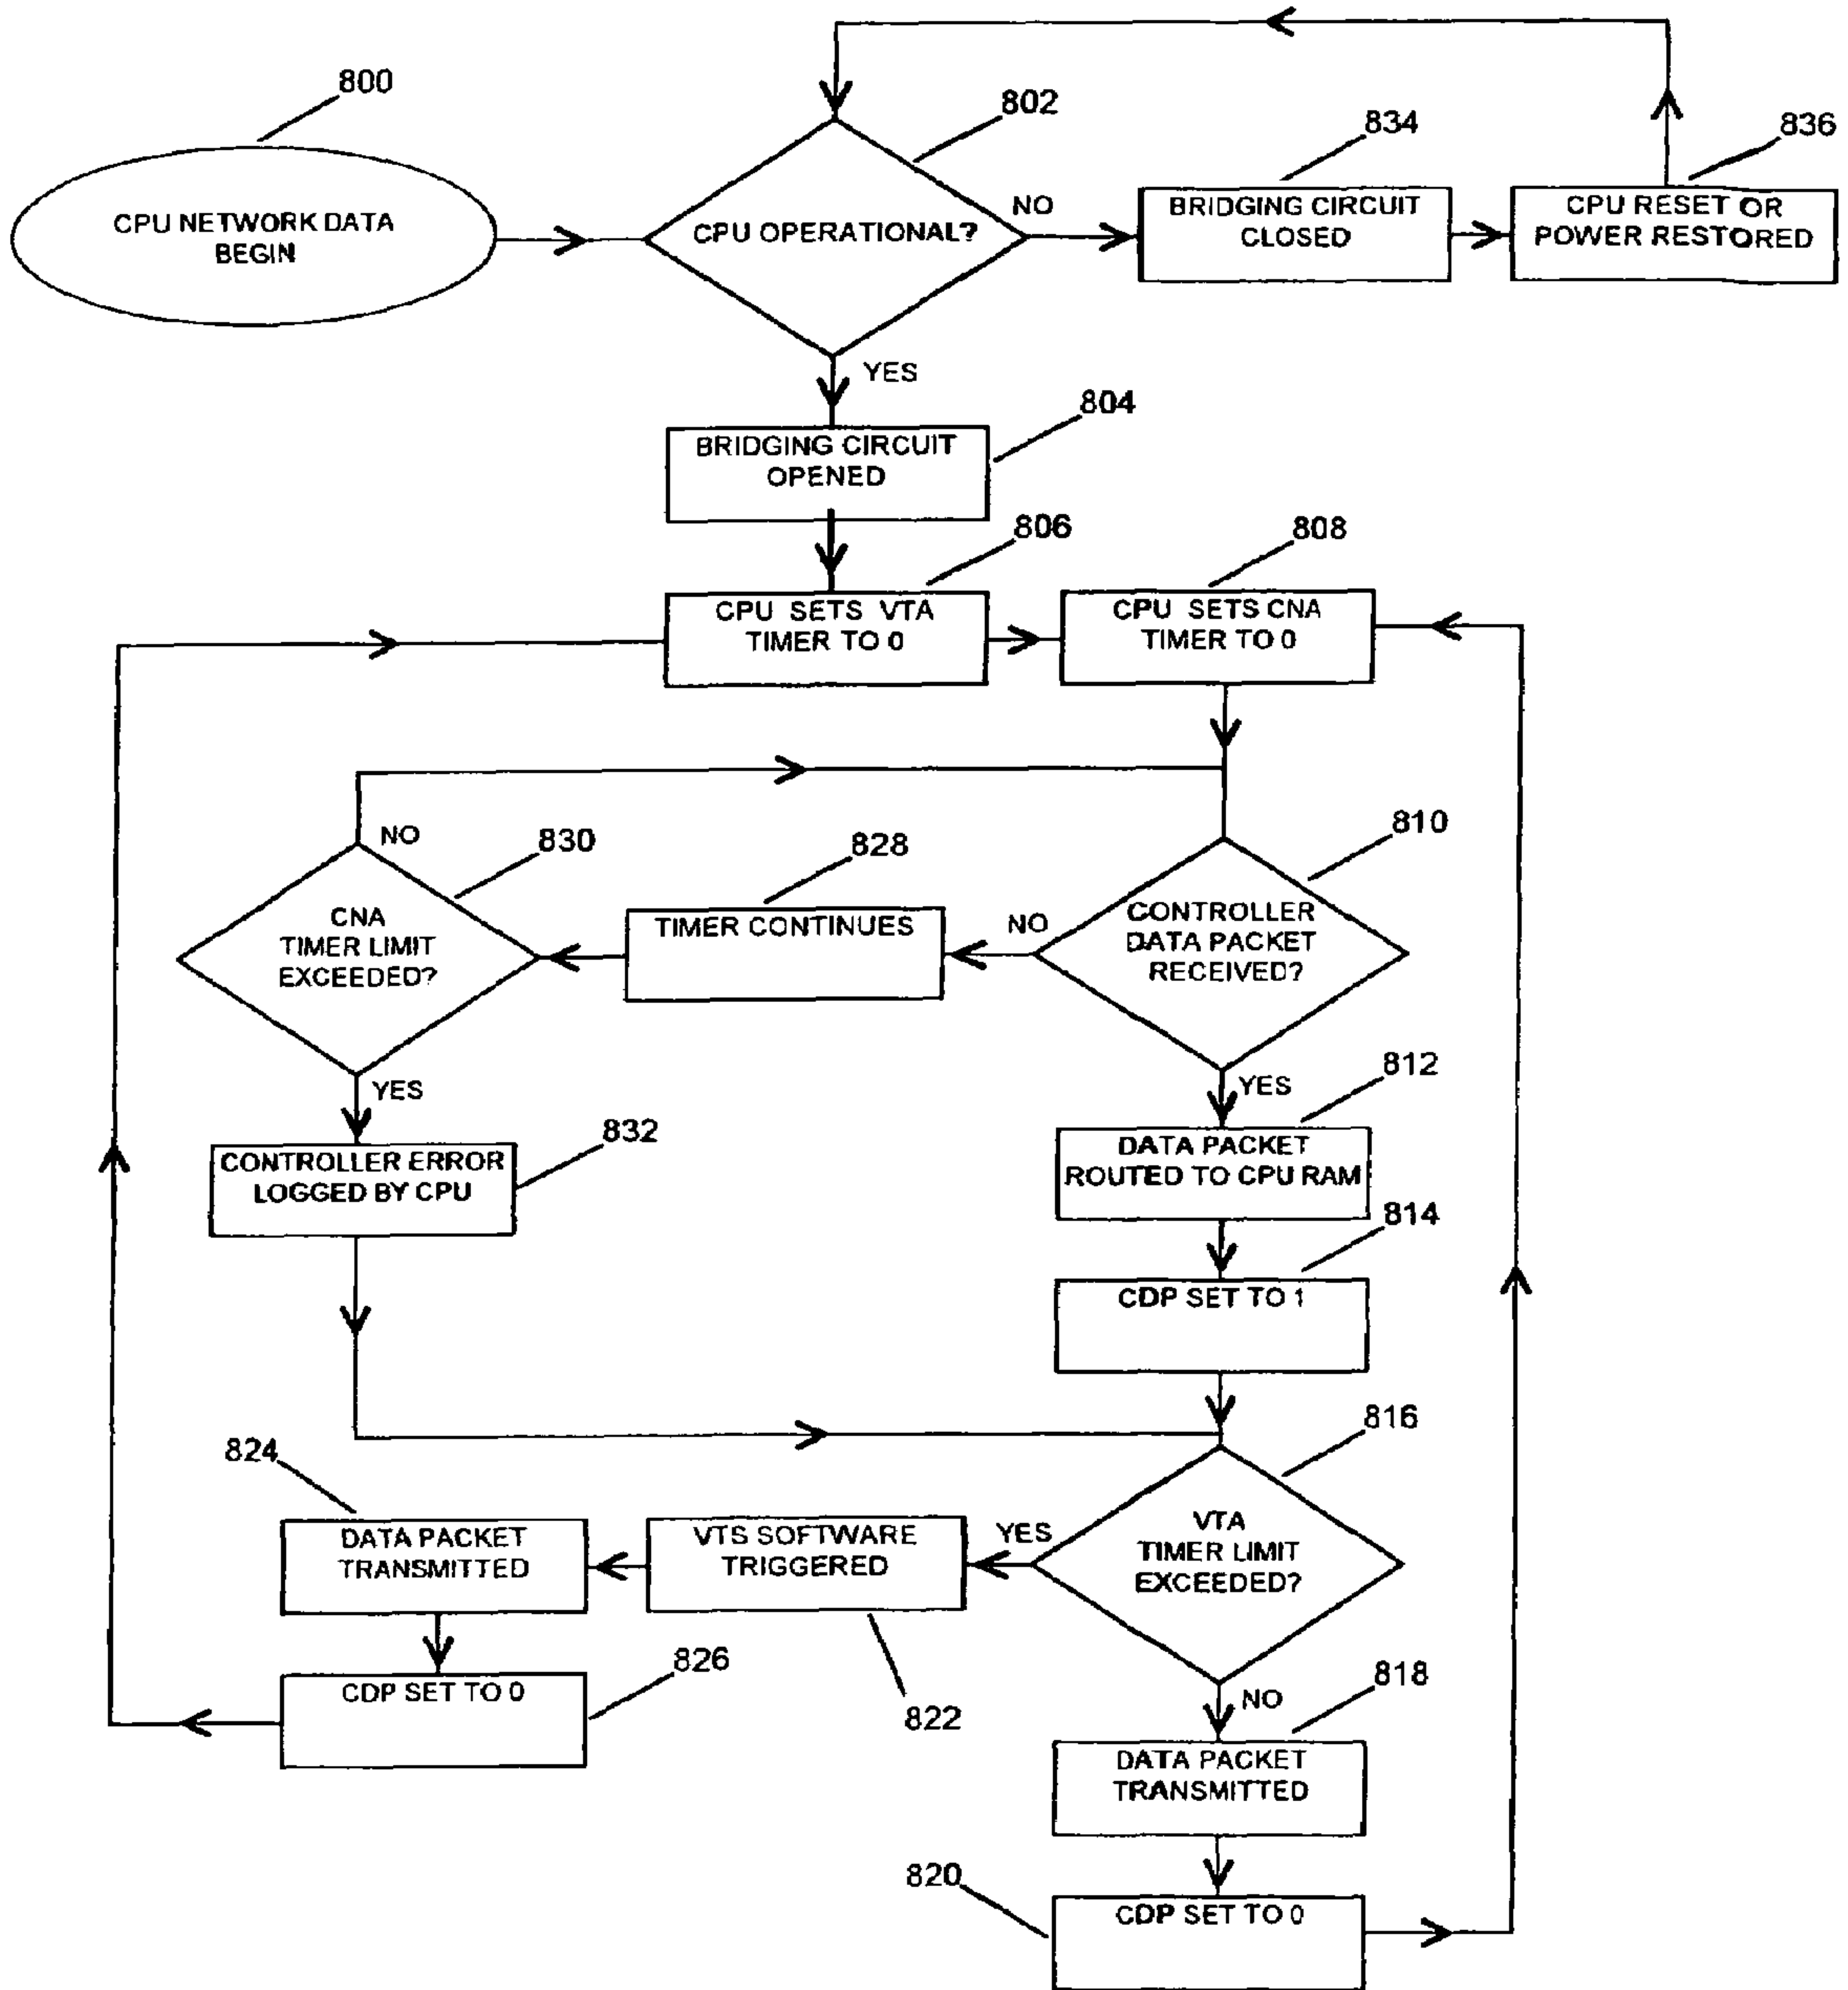 800
CPU NETWORK DATA
BEGIN
802
CPU OPERATIONAL?
NO
834
BRIDGING CIRCUIT
CLOSED
836
CPU RESET OR
POWER RESTORED
YES
804
BRIDGING CIRCUIT
OPENED
806
CPU SETS VTA
TIMER TO 0
808
CPU SETS CNA
TIMER TO 0
810
CONTROLLER
DATA PACKET
RECEIVED?
NO
828
TIMER CONTINUES
830
NO
CNA
TIMER LIMIT
EXCEEDED?
YES
832
CONTROLLER ERROR
LOGGED BY CPU
YES
812
DATA PACKET
ROUTED TO CPU RAM
814
CDP SET TO 1
816
VTA
TIMER LIMIT
EXCEEDED?
YES
VTS SOFTWARE
TRIGGERED
822
824
DATA PACKET
TRANSMITTED
826
CDP SET TO 0
NO
818
DATA PACKET
TRANSMITTED
820
CDP SET TO 0